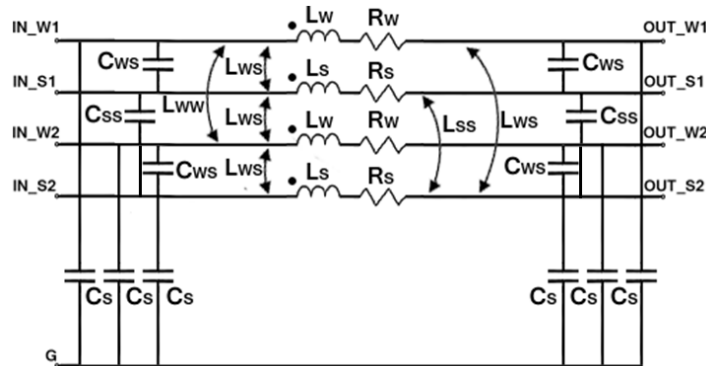 IN_W1 LW RW OUT_W1
CWS LWS CWS
IN_S1 LS RS OUT_S1
CSS LWW LWS LW RW LSS LWS CSS
IN_W2 OUT_W2
CWS LWS LS RS CWS
IN_S2 OUT_S2
CS CS CS CS CS CS
G